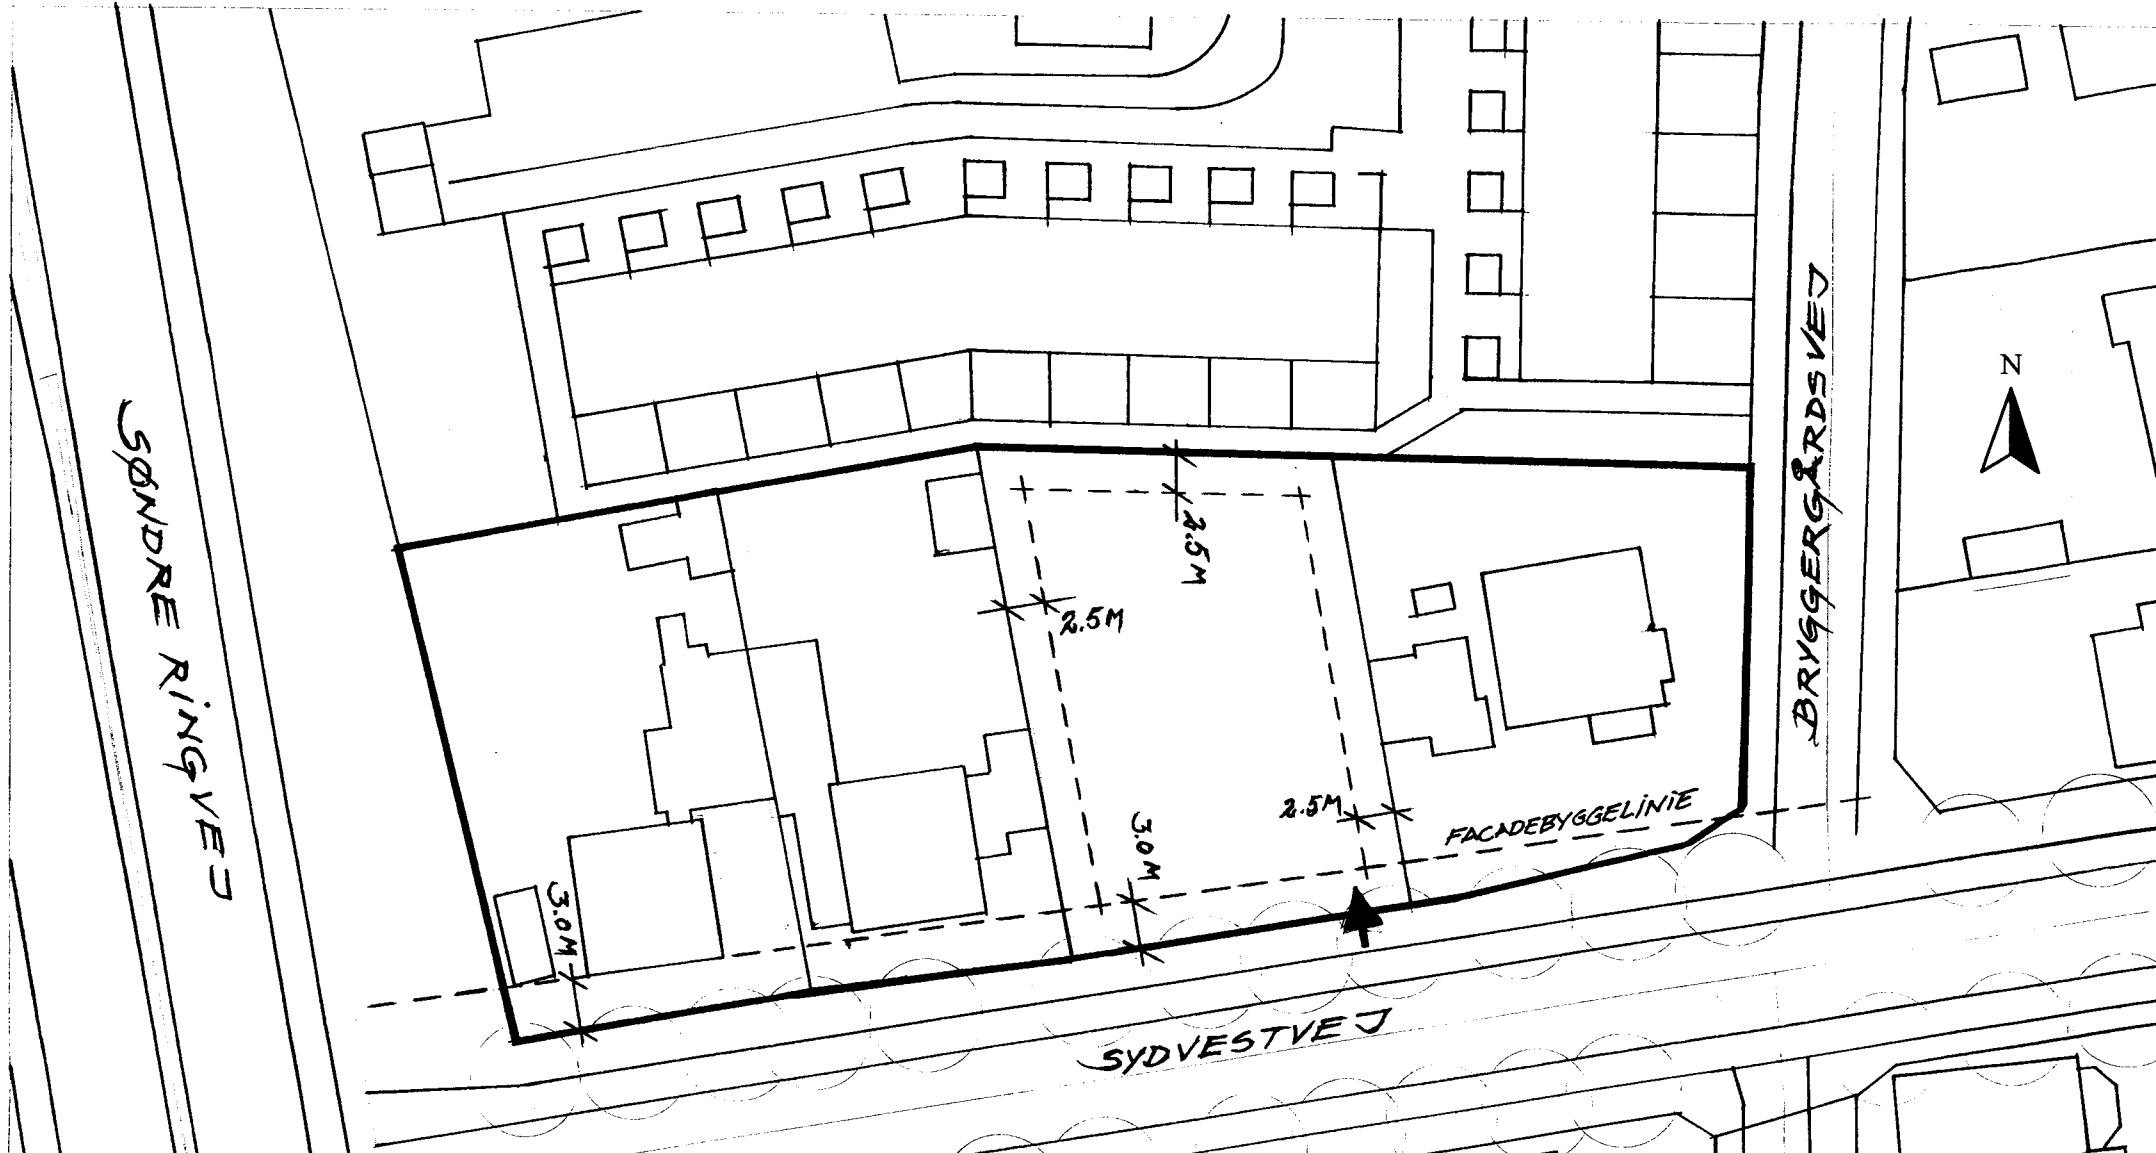 N
SØNDRE RINGVEJ
BRYGGERGÅRDSVEJ
2.5M
2.5M
2.5M
3.0M
FACADEBYGGELINIE
3.0M
SYDVESTVEJ